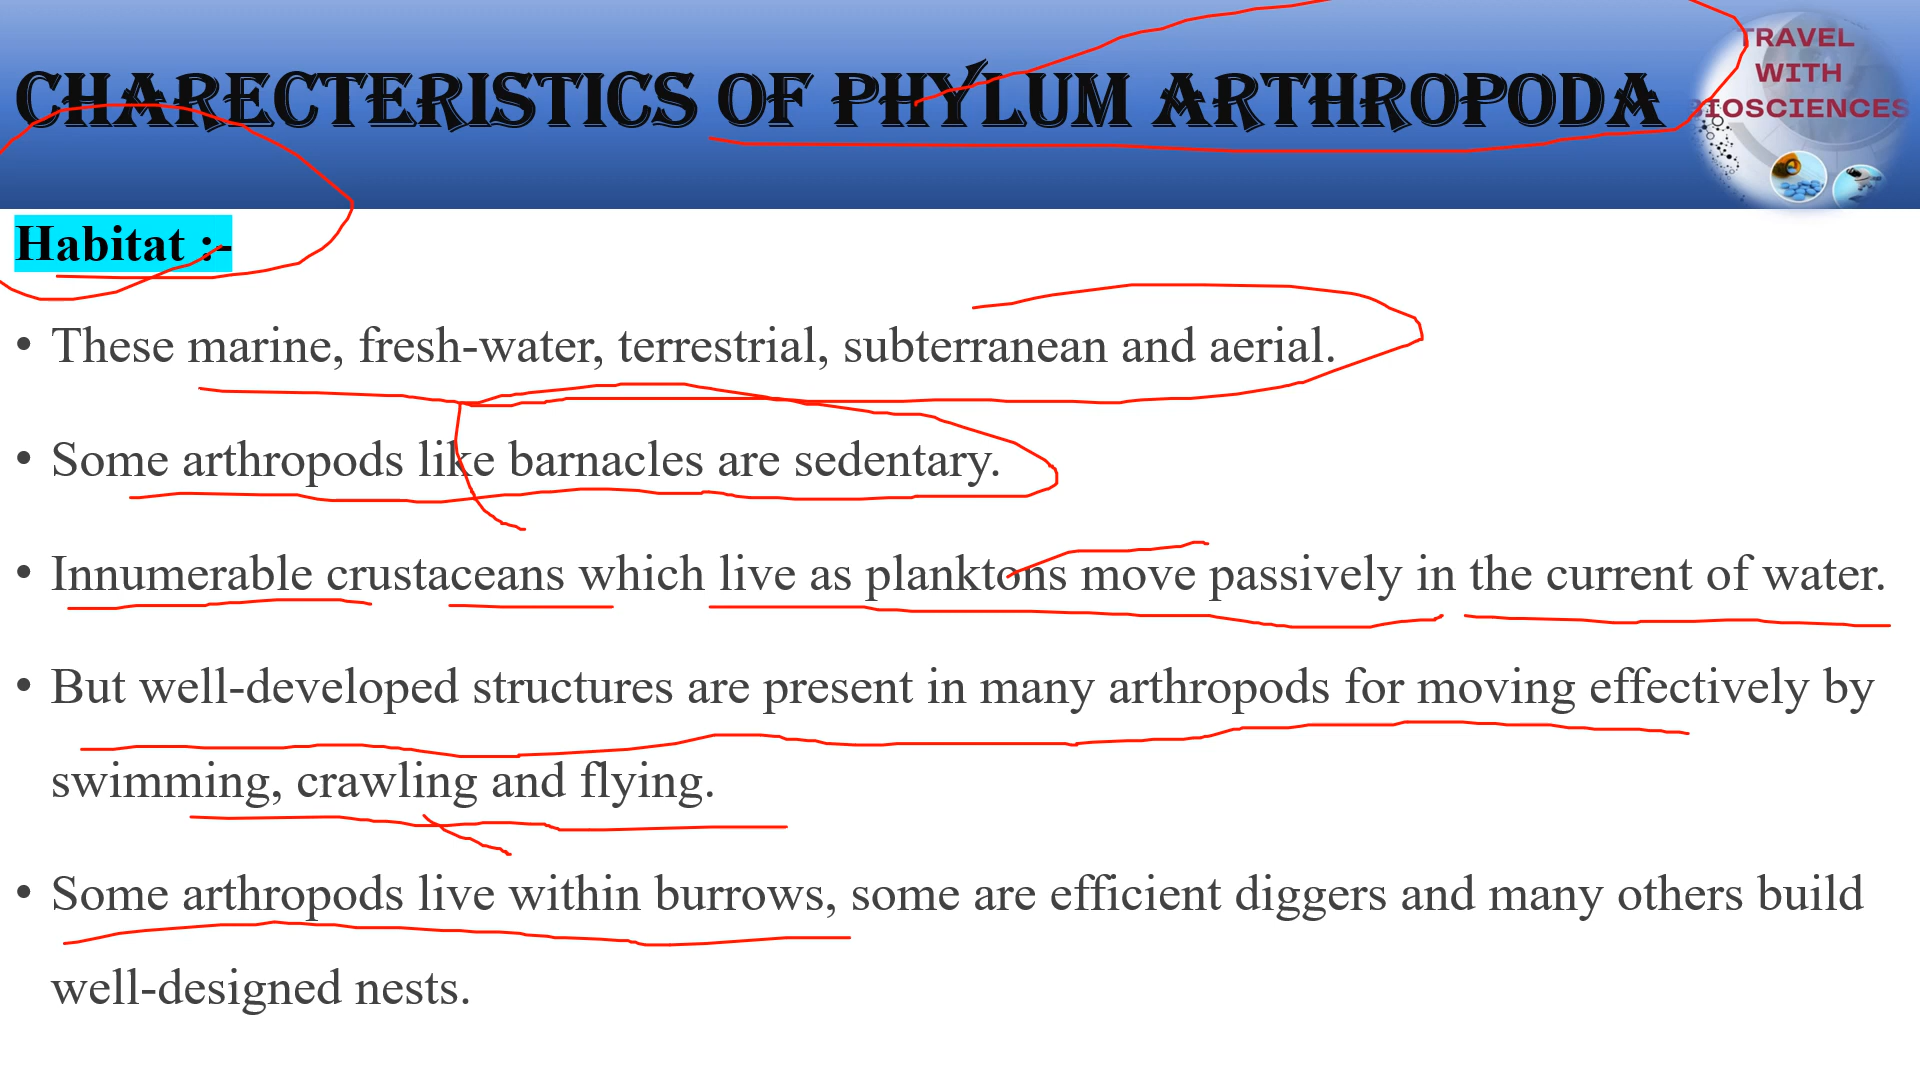 CHARECTERISTICS OF PHYLUM ARTHROPODA
TRAVEL
WITH
BIOSCIENCES
Habitat :-
• These marine, fresh-water, terrestrial, subterranean and aerial.
• Some arthropods like barnacles are sedentary.
• Innumerable crustaceans which live as planktons move passively in the current of water.
• But well-developed structures are present in many arthropods for moving effectively by
swimming, crawling and flying.
• Some arthropods live within burrows, some are efficient diggers and many others build
well-designed nests.